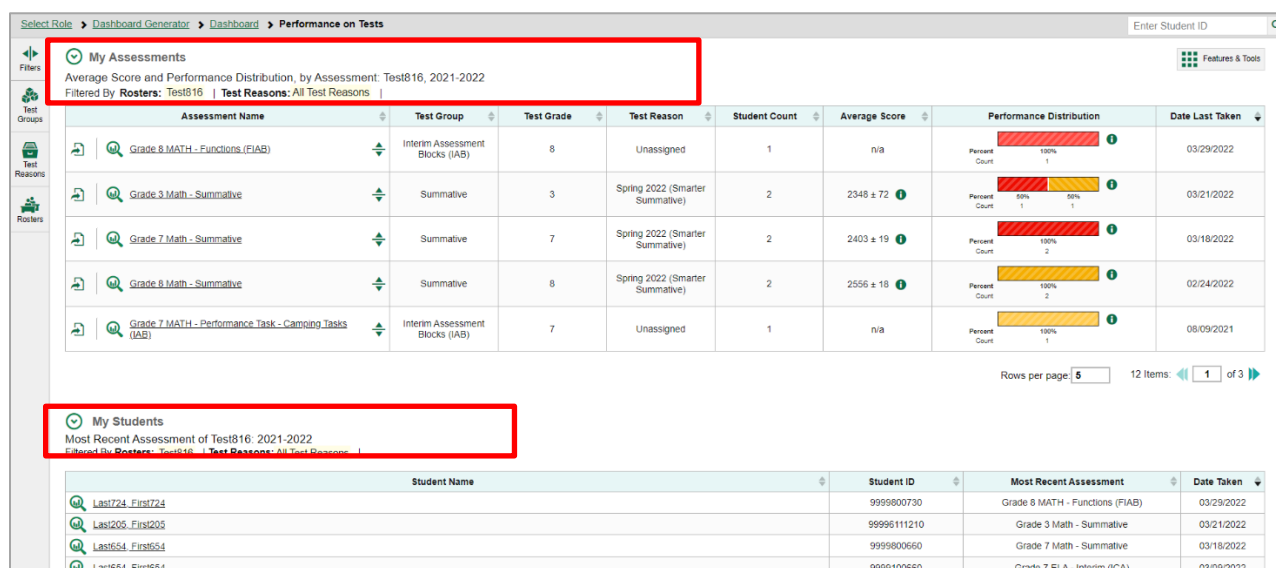 Select Role > Dashboard Generator > Dashboard > Performance on Tests
Enter Student ID
Filters
Test Groups
Test Reasons
Rosters
My Assessments
Features & Tools
Average Score and Performance Distribution, by Assessment: Test816, 2021-2022
Filtered By Rosters: Test816 | Test Reasons: All Test Reasons |
Assessment Name Test Group Test Grade Test Reason Student Count Average Score Performance Distribution Date Last Taken
Grade 8 MATH - Functions (FIAB) Interim Assessment Blocks (IAB) 8 Unassigned 1 n/a Percent 100% Count 1 03/29/2022
Grade 3 Math - Summative Summative 3 Spring 2022 (Smarter Summative) 2 2348 ± 72 Percent 50% 50% Count 1 1 03/21/2022
Grade 7 Math - Summative Summative 7 Spring 2022 (Smarter Summative) 2 2403 ± 19 Percent 100% Count 2 03/18/2022
Grade 8 Math - Summative Summative 8 Spring 2022 (Smarter Summative) 2 2556 ± 18 Percent 100% Count 2 02/24/2022
Grade 7 MATH - Performance Task - Camping Tasks (IAB) Interim Assessment Blocks (IAB) 7 Unassigned 1 n/a Percent 100% Count 1 08/09/2021
Rows per page: 5 12 Items: 1 of 3
My Students
Most Recent Assessment of Test816: 2021-2022
Filtered By Rosters: Test816 | Test Reasons: All Test Reasons |
Student Name Student ID Most Recent Assessment Date Taken
Last724, First724 9999800730 Grade 8 MATH - Functions (FIAB) 03/29/2022
Last205, First205 99996111210 Grade 3 Math - Summative 03/21/2022
Last654, First654 9999800660 Grade 7 Math - Summative 03/18/2022
Last654, First654 9999100660 Grade 7 ELA - Interim (ICA) 03/09/2022